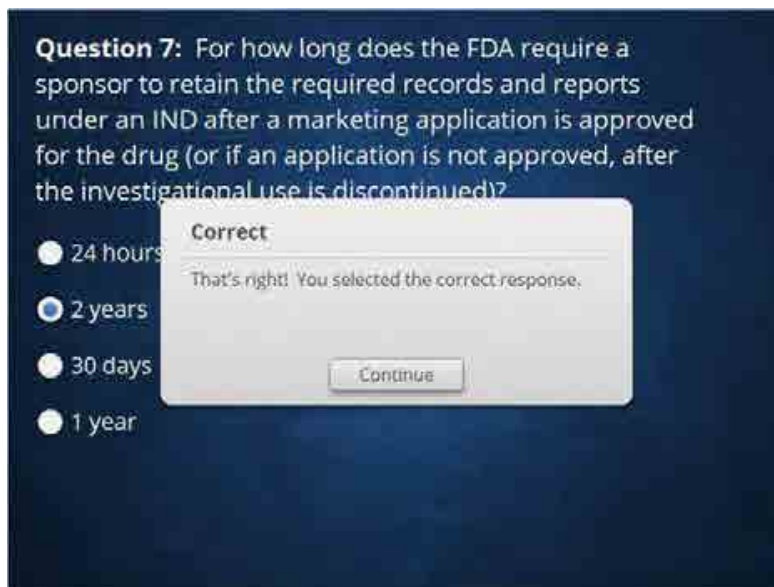 Question 7: For how long does the FDA require a
sponsor to retain the required records and reports
under an IND after a marketing application is approved
for the drug (or if an application is not approved, after
the investigational use is discontinued)?
Correct
24 hours
That's right! You selected the correct response.
2 years
30 days
Continue
1 year